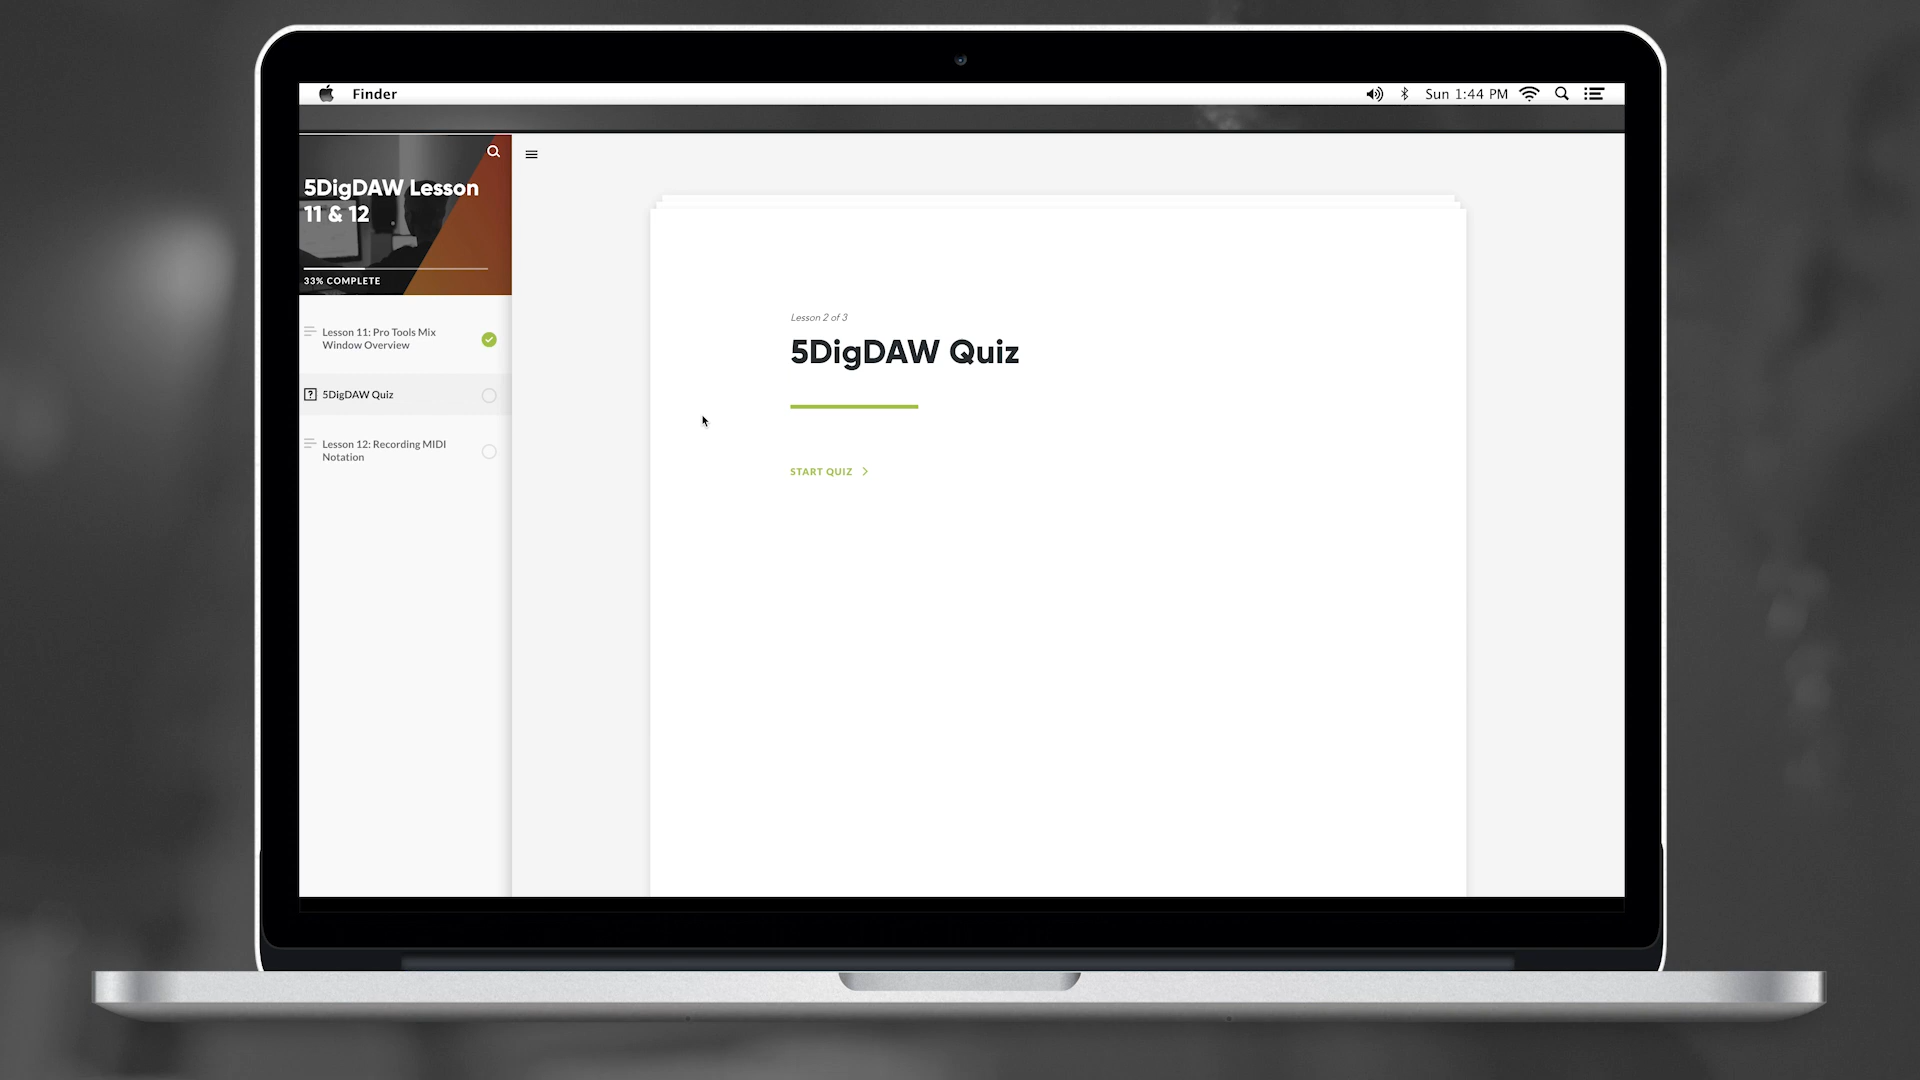 Finder
Sun 1:44 PM
5DigDAW Lesson
11 & 12
33% COMPLETE
Lesson 11: Pro Tools Mix
Window Overview
5DigDAW Quiz
Lesson 12: Recording MIDI
Notation
Lesson 2 of 3
5DigDAW Quiz
START QUIZ